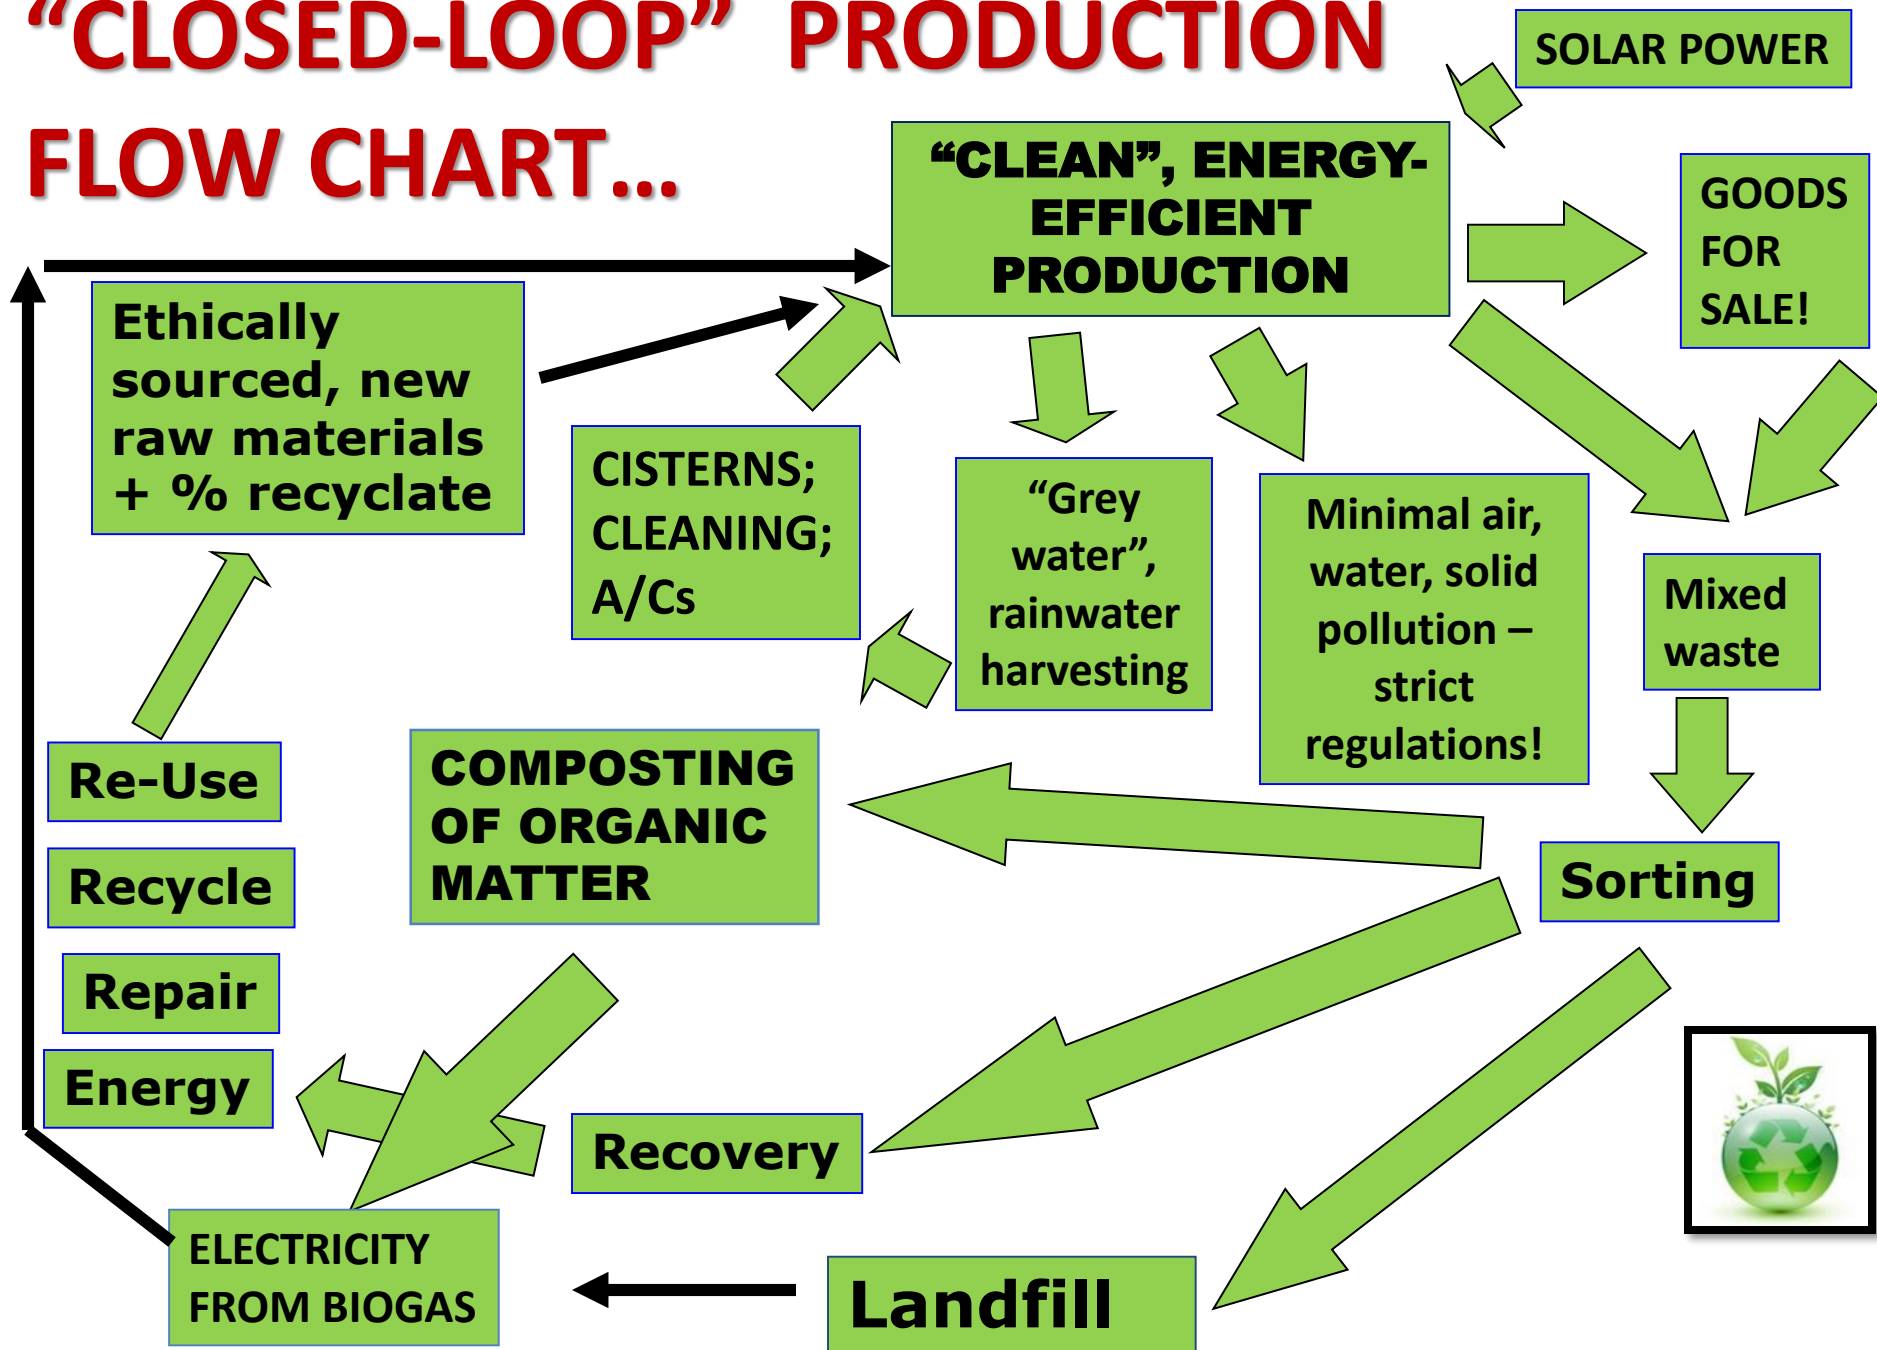 “CLOSED-LOOP” PRODUCTION
FLOW CHART…
SOLAR POWER
“CLEAN”, ENERGY-
EFFICIENT
PRODUCTION
GOODS
FOR
SALE!
Ethically
sourced, new
raw materials
+ % recyclate
CISTERNS;
CLEANING;
A/Cs
“Grey
water”,
rainwater
harvesting
Minimal air,
water, solid
pollution –
strict
regulations!
Mixed
waste
Re-Use
Recycle
Repair
Energy
COMPOSTING
OF ORGANIC
MATTER
Sorting
Recovery
ELECTRICITY
FROM BIOGAS
Landfill